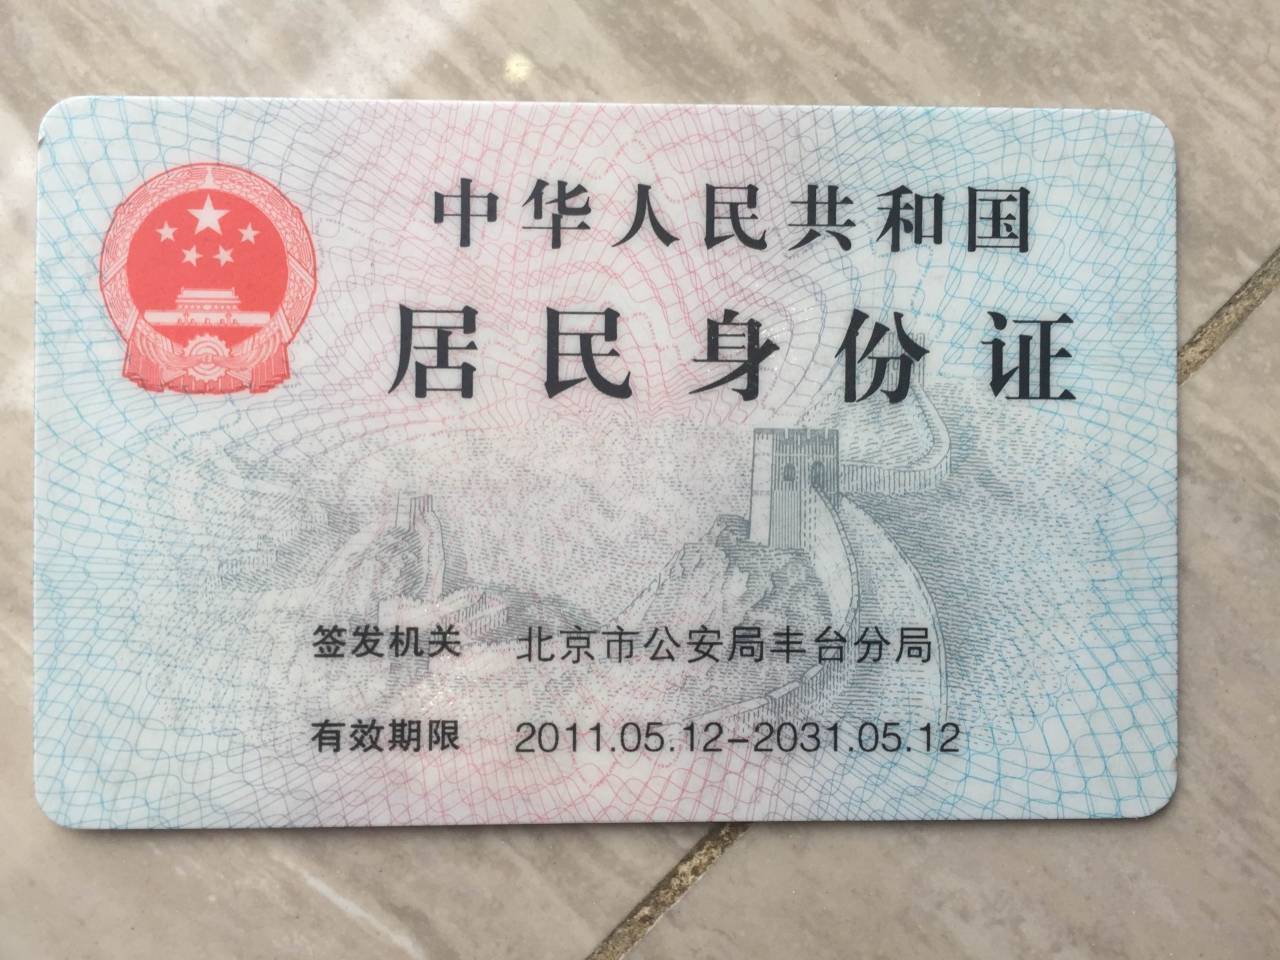 中华人民共和国
居民身份证
签发机关 北京市公安局丰台分局
有效期限 2011.05.12-2031.05.12